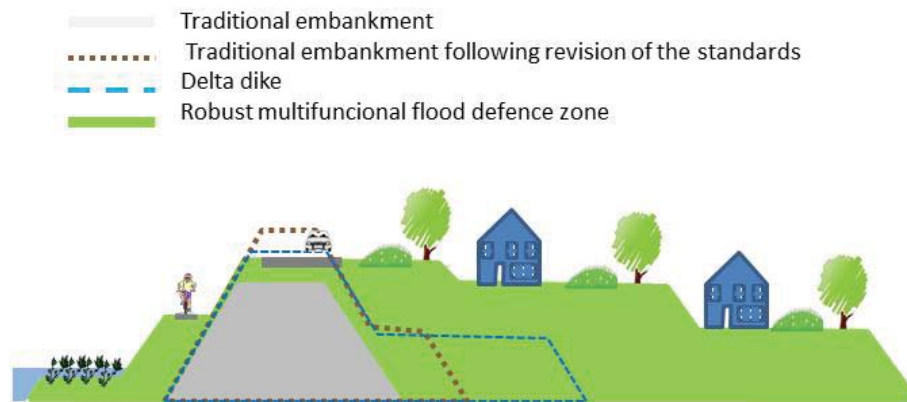 Traditional embankment
Traditional embankment following revision of the standards
Delta dike
Robust multifuncional flood defence zone